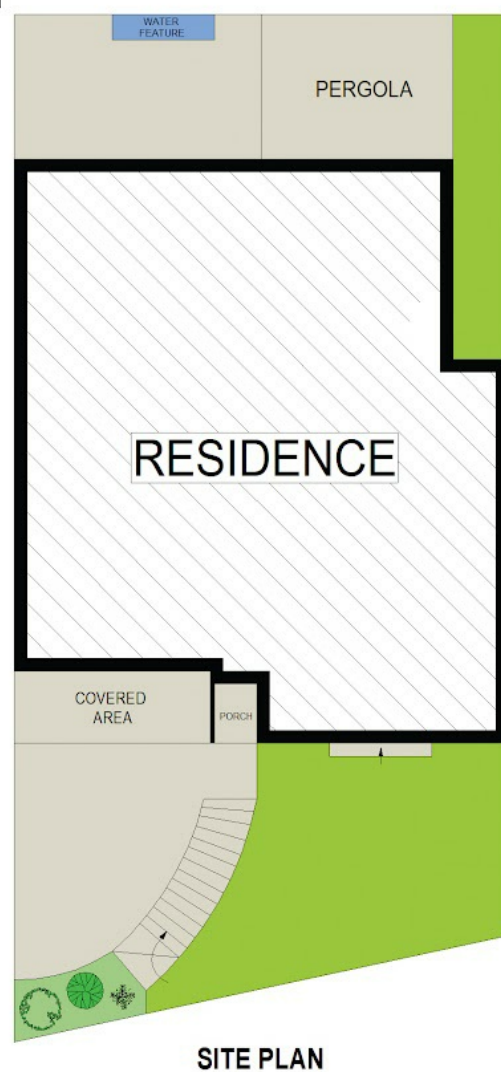 WATER
FEATURE
PERGOLA
RESIDENCE
COVERED
AREA
PORCH
SITE PLAN